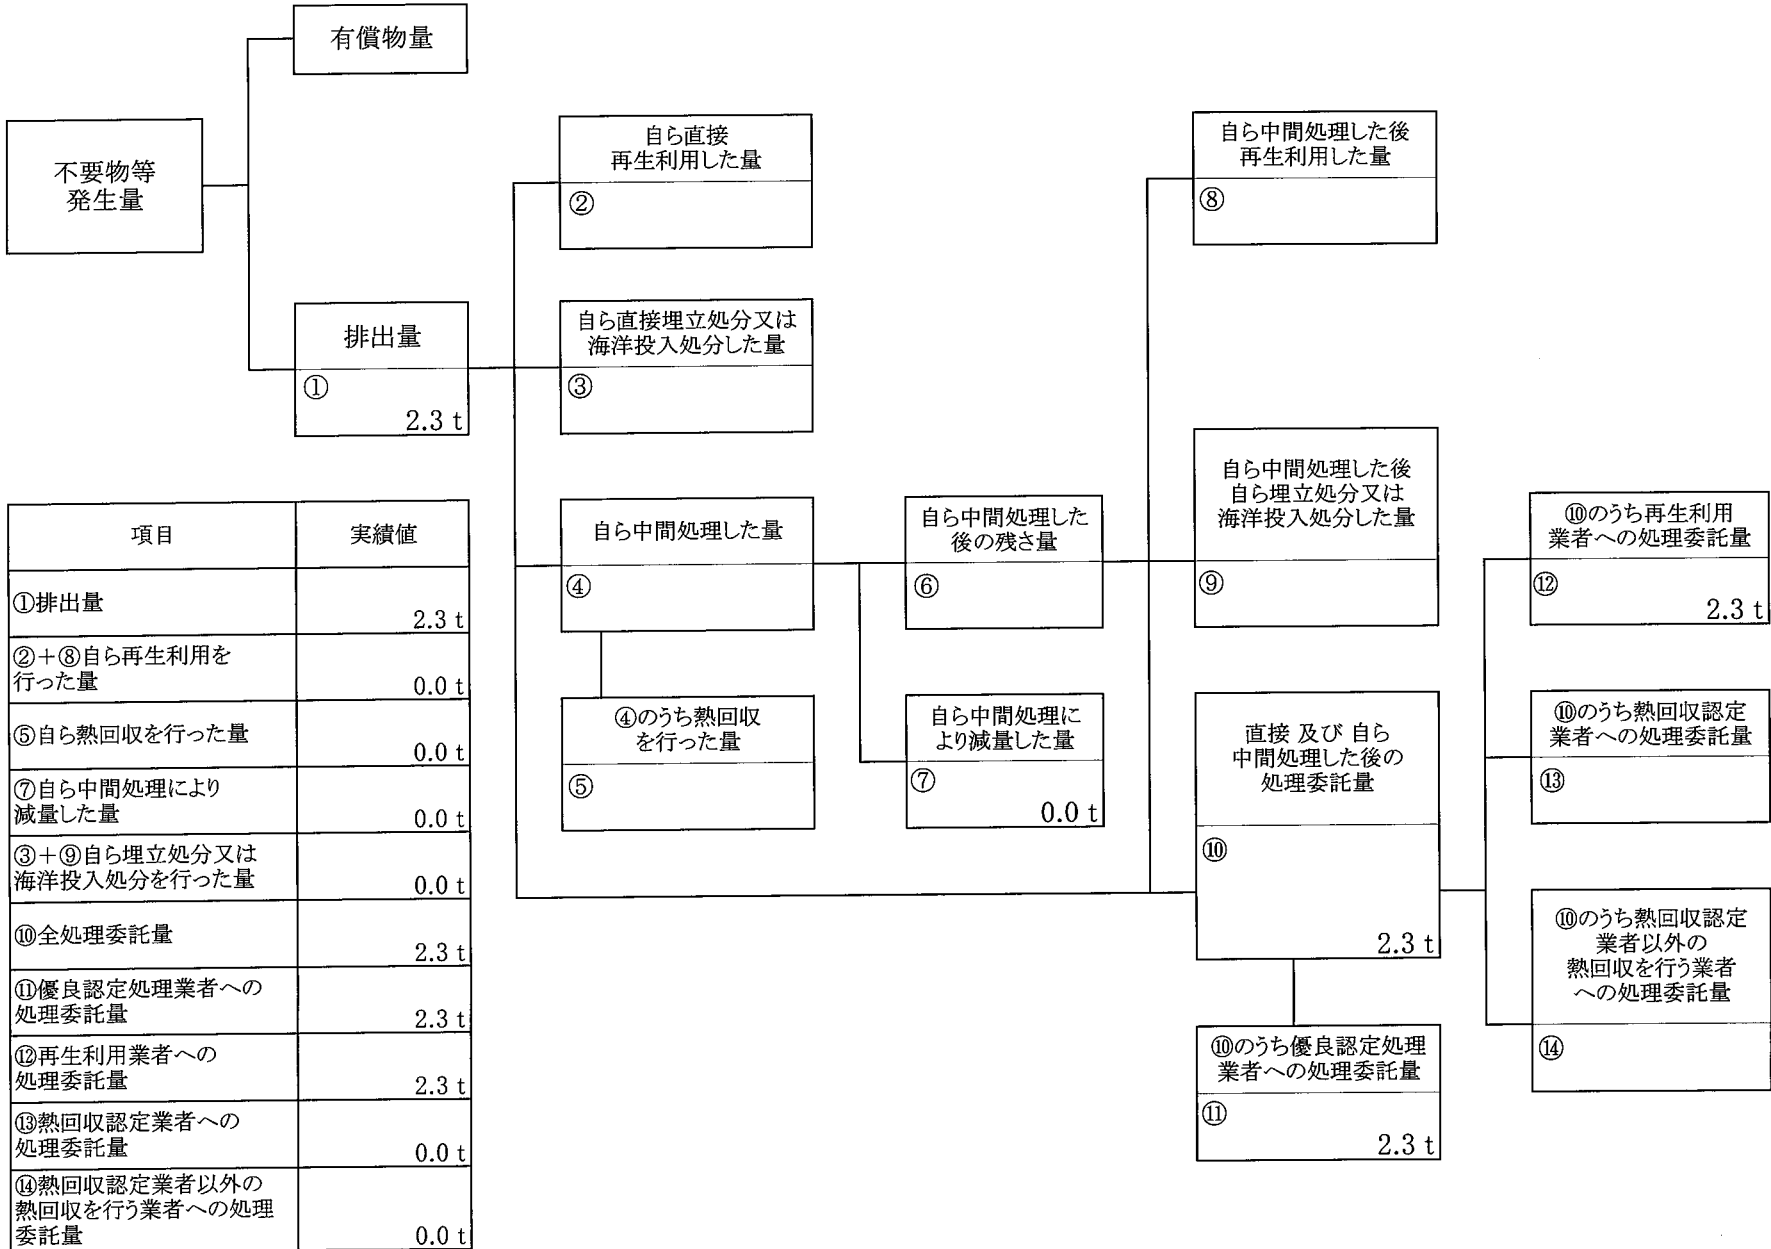 有償物量
不要物等
発生量
排出量
①
2.3 t
自ら直接
再生利用した量
②
自ら直接埋立処分又は
海洋投入処分した量
③
自ら中間処理した量
④
④のうち熱回収
を行った量
⑤
自ら中間処理した
後の残さ量
⑥
自ら中間処理に
より減量した量
⑦
0.0 t
自ら中間処理した後
再生利用した量
⑧
自ら中間処理した後
自ら埋立処分又は
海洋投入処分した量
⑨
直接 及び 自ら
中間処理した後の
処理委託量
⑩
2.3 t
⑩のうち優良認定処理
業者への処理委託量
⑪
2.3 t
⑩のうち再生利用
業者への処理委託量
⑫
2.3 t
⑩のうち熱回収認定
業者への処理委託量
⑬
⑩のうち熱回収認定
業者以外の
熱回収を行う業者
への処理委託量
⑭
項目 実績値
①排出量 2.3 t
②+⑧自ら再生利用を
行った量 0.0 t
⑤自ら熱回収を行った量 0.0 t
⑦自ら中間処理により
減量した量 0.0 t
③+⑨自ら埋立処分又は
海洋投入処分を行った量 0.0 t
⑩全処理委託量 2.3 t
⑪優良認定処理業者への
処理委託量 2.3 t
⑫再生利用業者への
処理委託量 2.3 t
⑬熱回収認定業者への
処理委託量 0.0 t
⑭熱回収認定業者以外の
熱回収を行う業者への処理
委託量 0.0 t